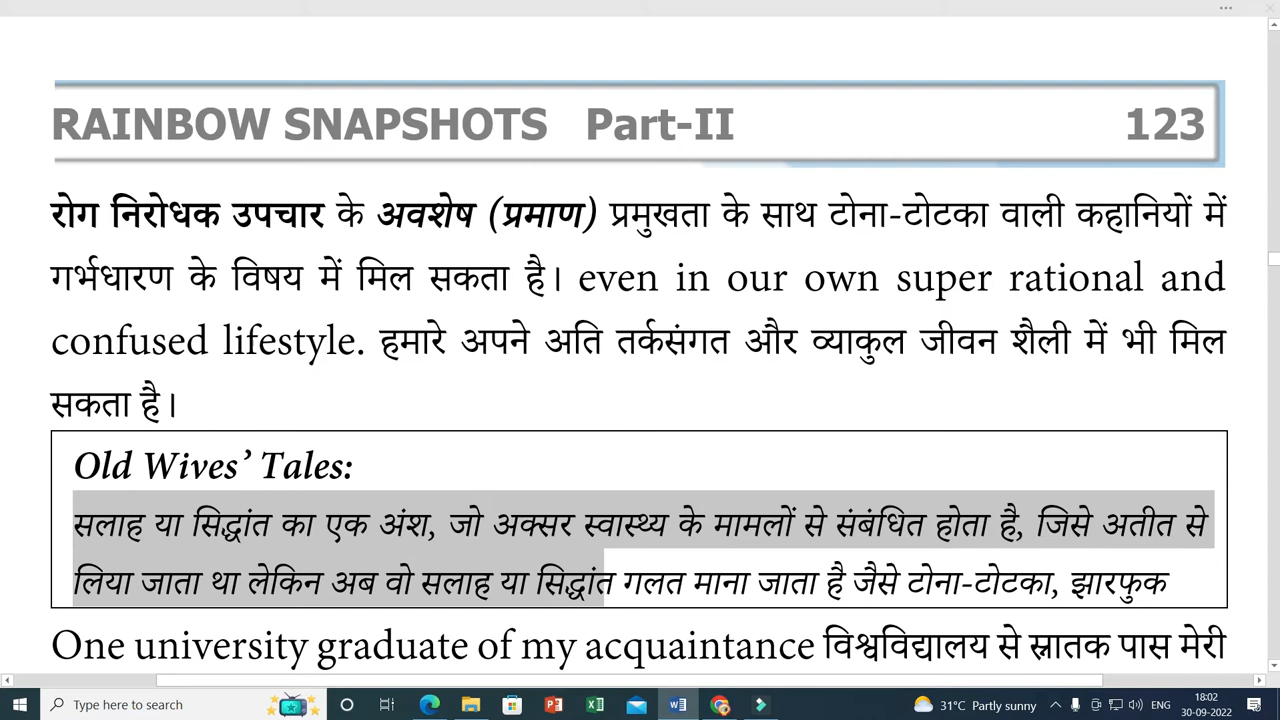 RAINBOW SNAPSHOTS Part-II 123
रोग निरोधक उपचार के अवशेष (प्रमाण) प्रमुखता के साथ टोना-टोटका वाली कहानियों में
गर्भधारण के विषय में मिल सकता है। even in our own super rational and
confused lifestyle. हमारे अपने अति तर्कसंगत और व्याकुल जीवन शैली में भी मिल
सकता है।
Old Wives’ Tales:
सलाह या सिद्धांत का एक अंश, जो अक्सर स्वास्थ्य के मामलों से संबंधित होता है, जिसे अतीत से
लिया जाता था लेकिन अब वो सलाह या सिद्धांत गलत माना जाता है जैसे टोना-टोटका, झारफुक
One university graduate of my acquaintance विश्वविद्यालय से स्नातक पास मेरी
Type here to search
31°C Partly sunny
ENG
18:02
30-09-2022